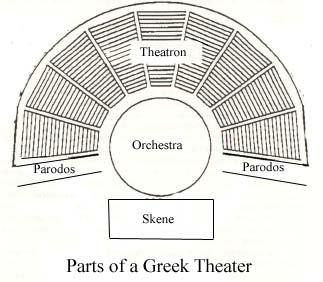 Theatron
Orchestra
Parodos
Parodos
Skene
Parts of a Greek Theater